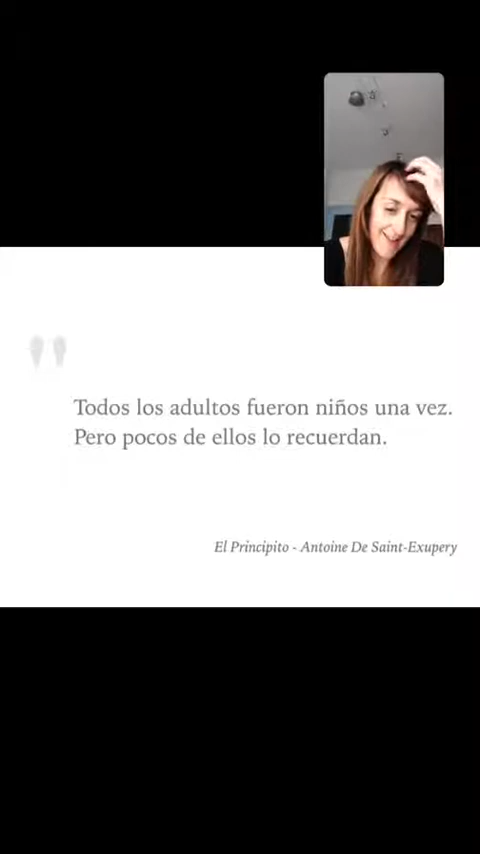 "
Todos los adultos fueron niños una vez.
Pero pocos de ellos lo recuerdan.
El Principito - Antoine De Saint-Exupery